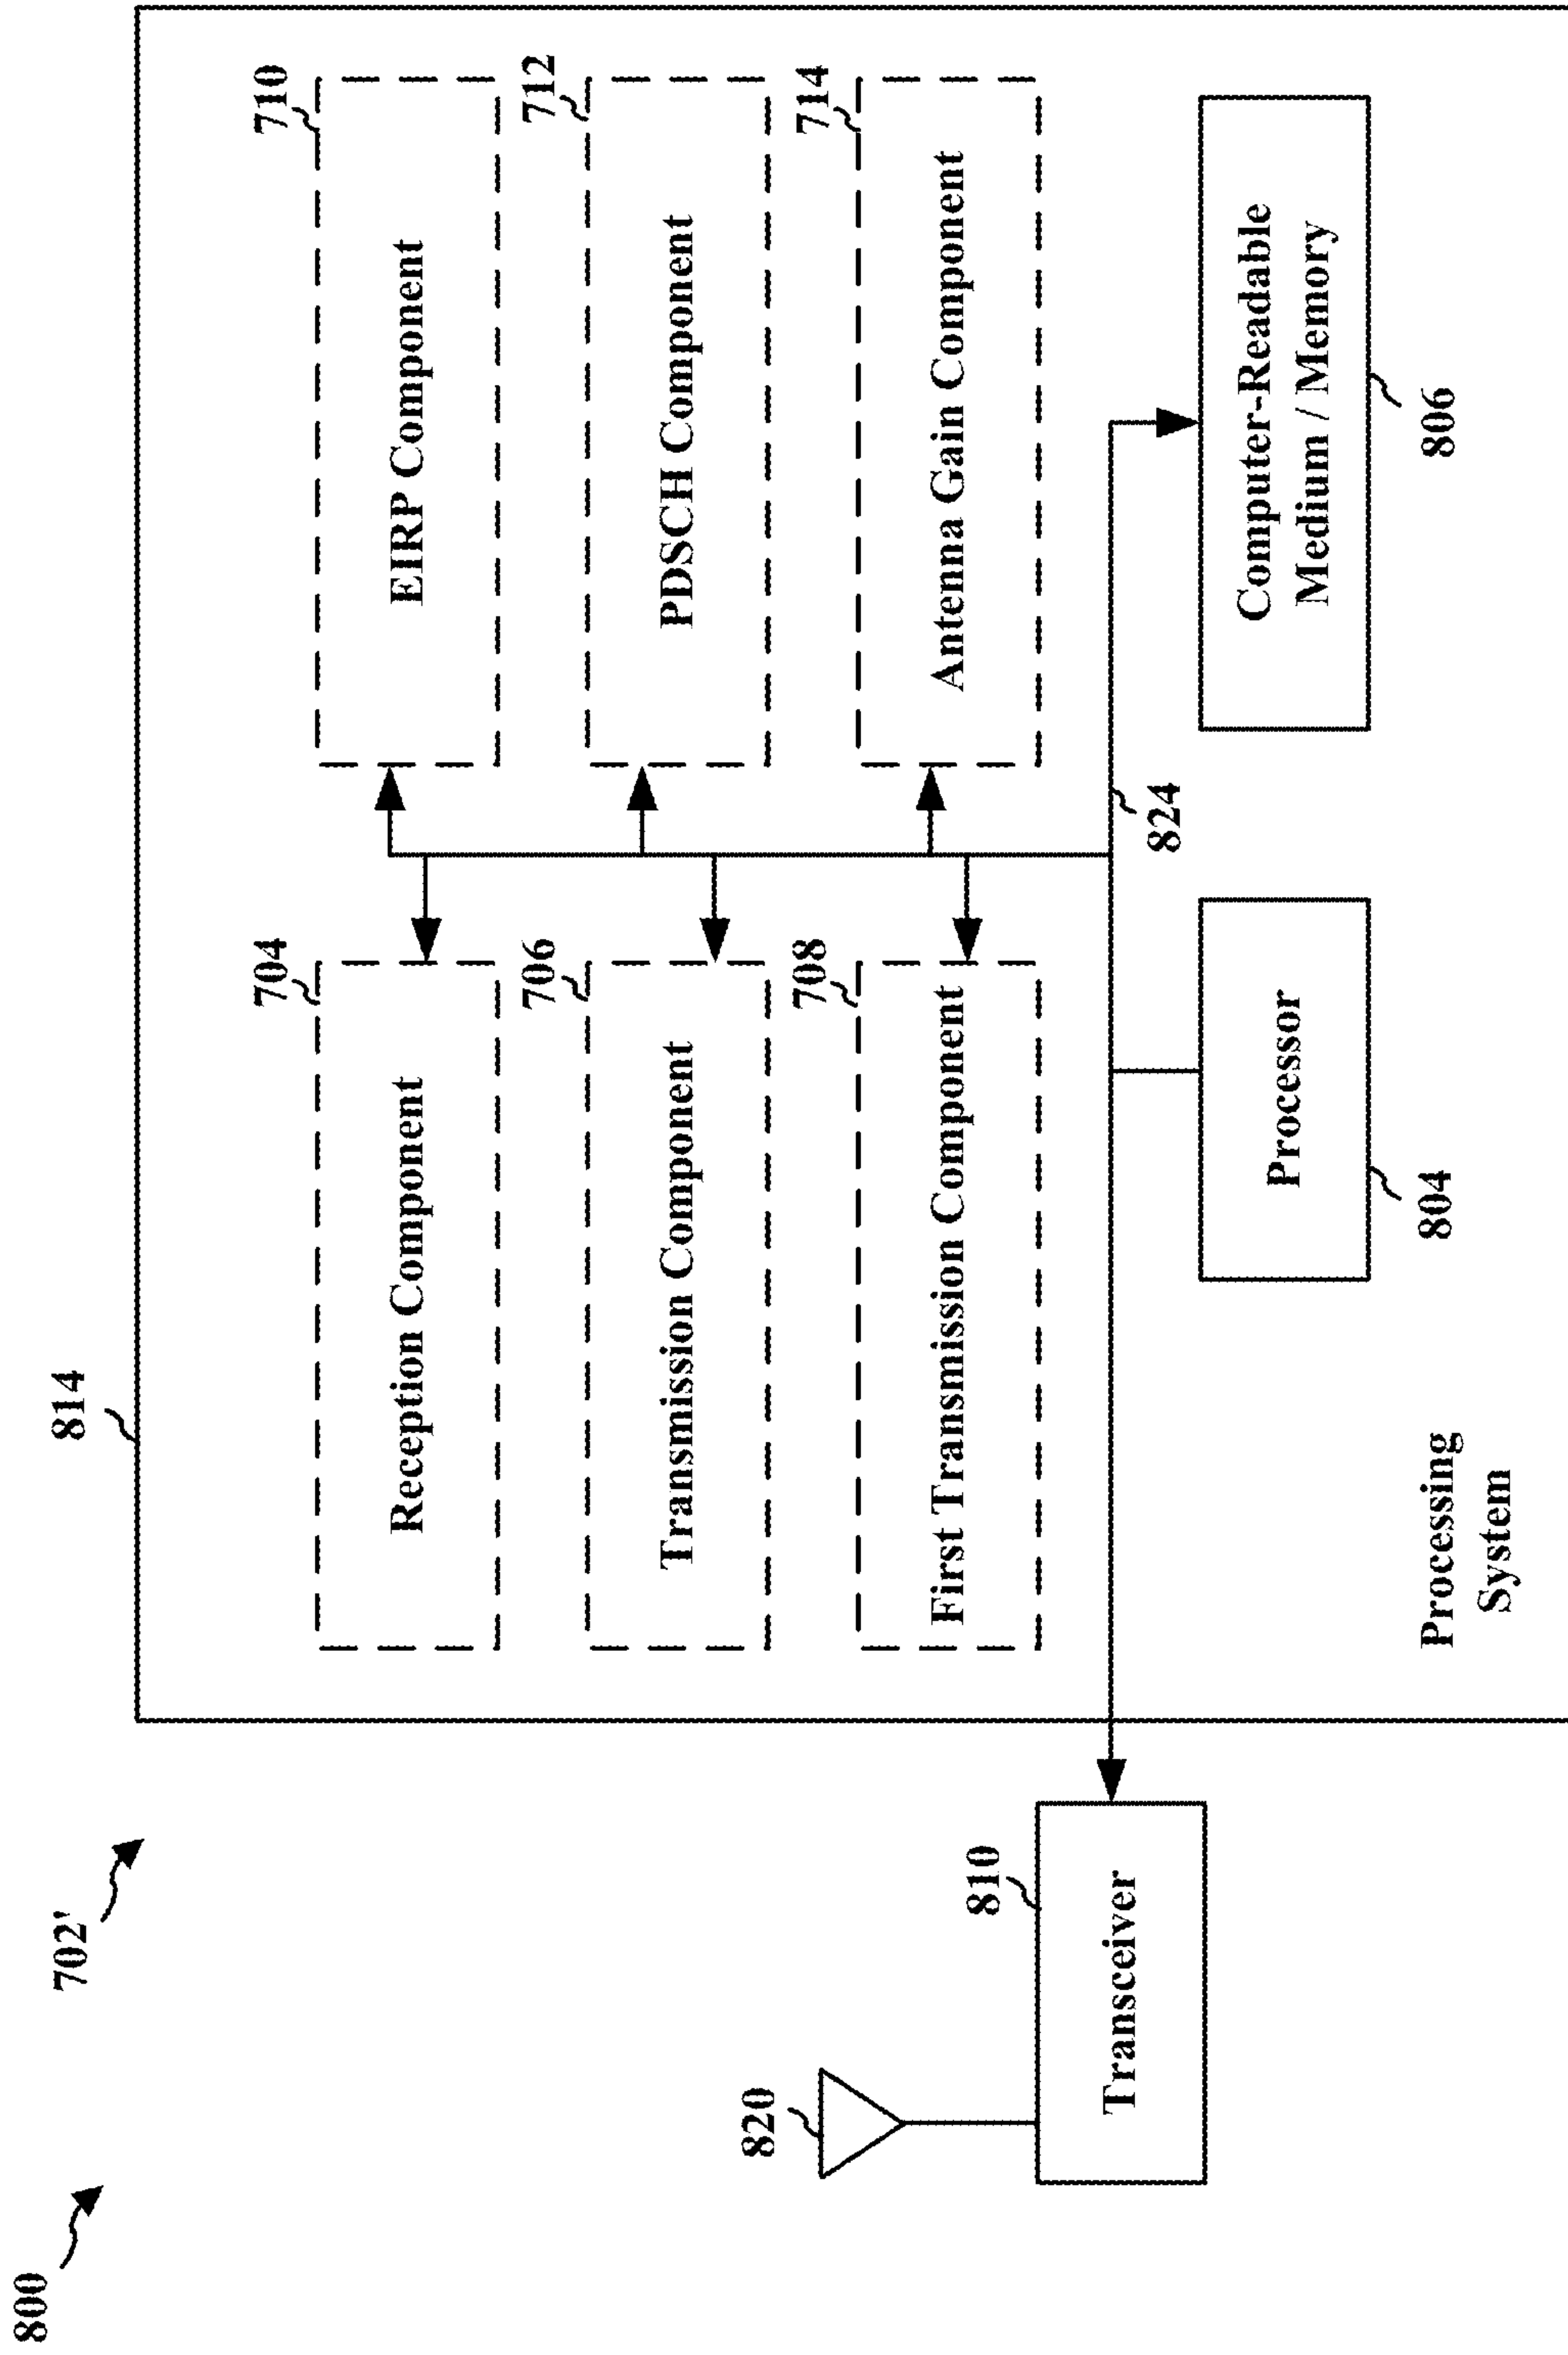 800
702'
814
704
Reception Component
710
EIRP Component
706
Transmission Component
712
PDSCH Component
708
First Transmission Component
714
Antenna Gain Component
820
810
Transceiver
824
Processor
804
Computer-Readable
Medium / Memory
806
Processing
System